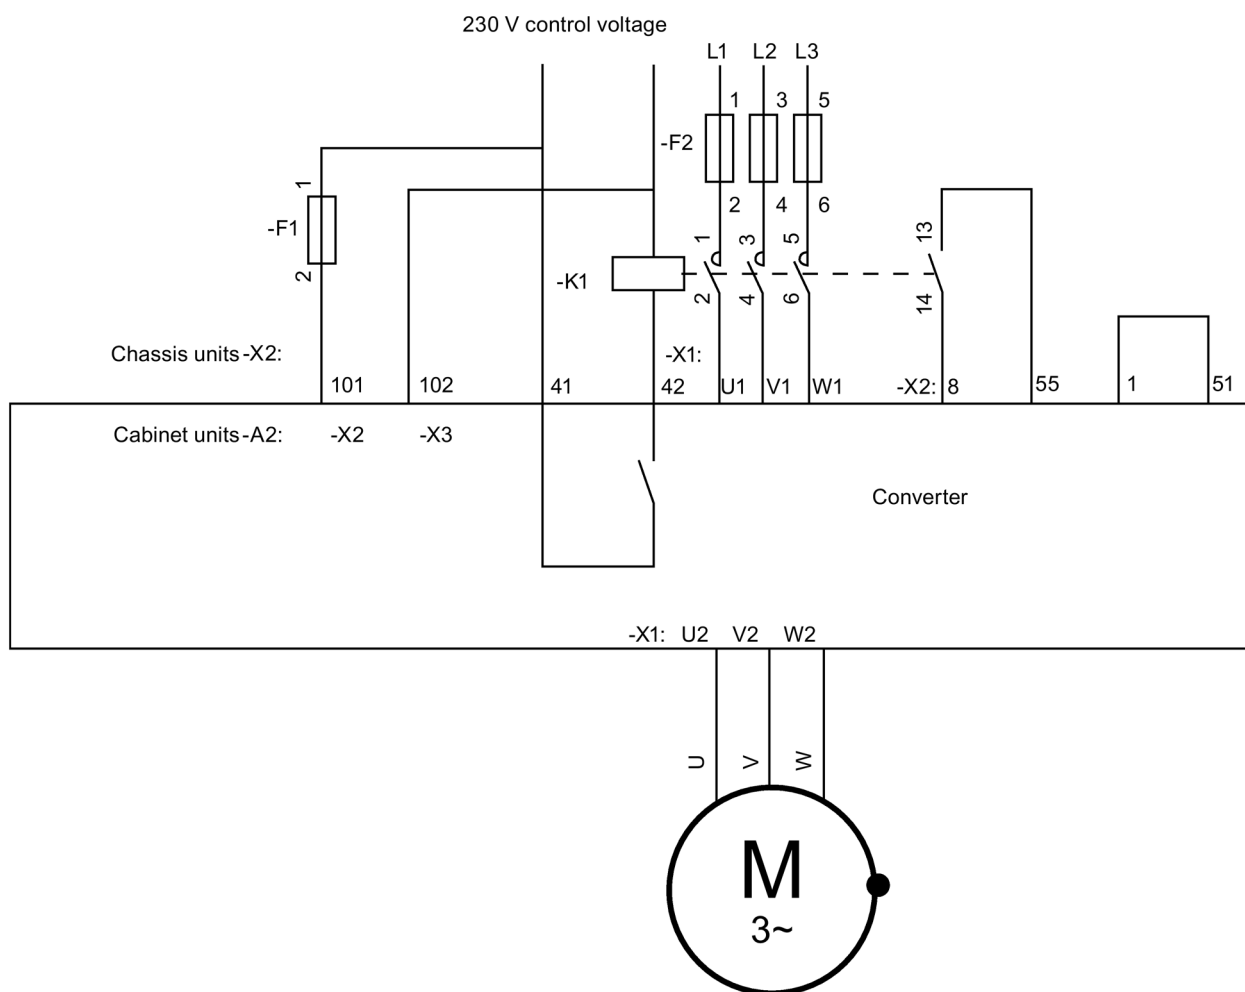 230 V control voltage
L1 L2 L3
1 3 5
-F2
2 4 6
1
-F1
2
-K1
1 3 5
2 4 6
13
14
Chassis units -X2:
-X1:
101 102 41 42 U1 V1 W1 -X2: 8 55 1 51
Cabinet units -A2: -X2 -X3
Converter
-X1: U2 V2 W2
U V W
M
3~